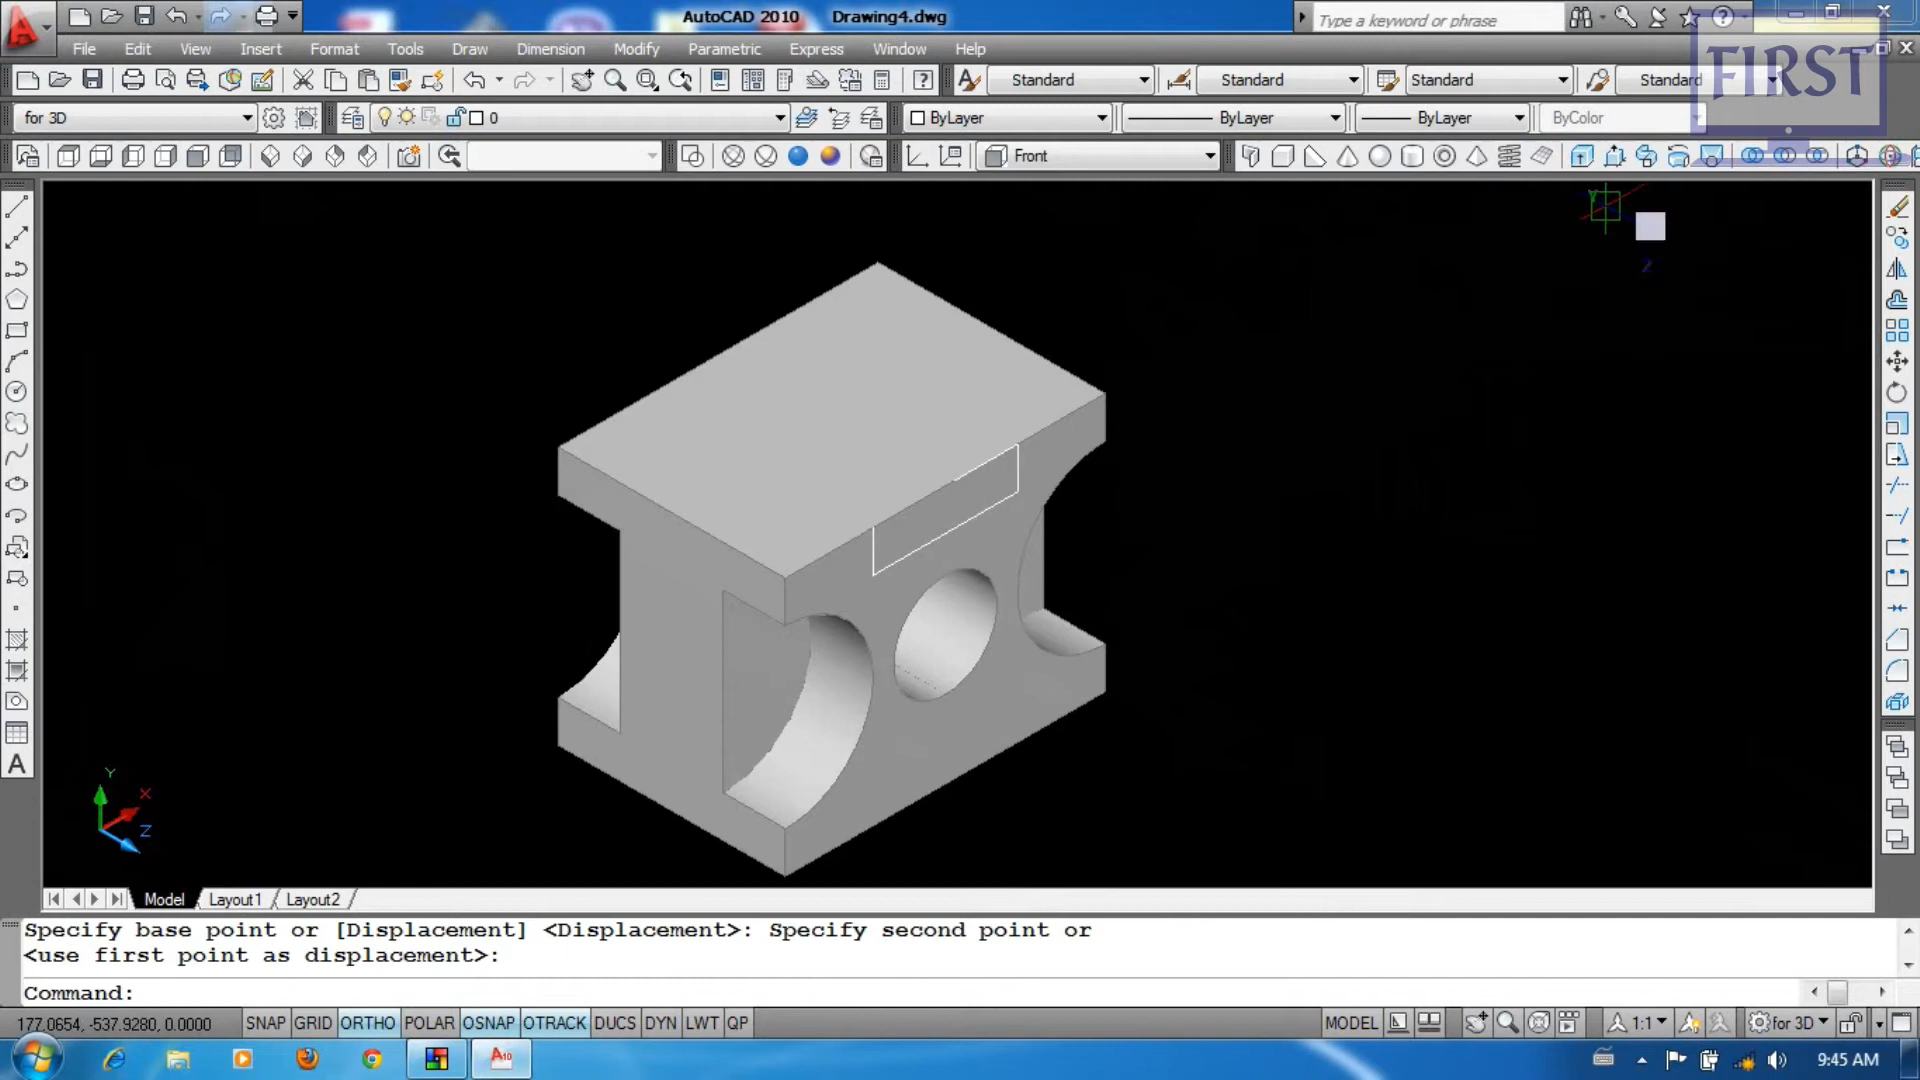 AutoCAD 2010 Drawing4.dwg
Type a keyword or phrase
File Edit View Insert Format Tools Draw Dimension Modify Parametric Express Window Help
FIRST
Standard Standard Standard Standard
for 3D 0 ByLayer ByLayer ByLayer ByColor
Front
Y
Z
Y
X
Z
Model Layout1 Layout2
Specify base point or [Displacement] <Displacement>: Specify second point or
<use first point as displacement>:
Command:
177.0654, -537.9280, 0.0000 SNAP GRID ORTHO POLAR OSNAP OTRACK DUCS DYN LWT QP MODEL 1:1 for 3D
9:45 AM